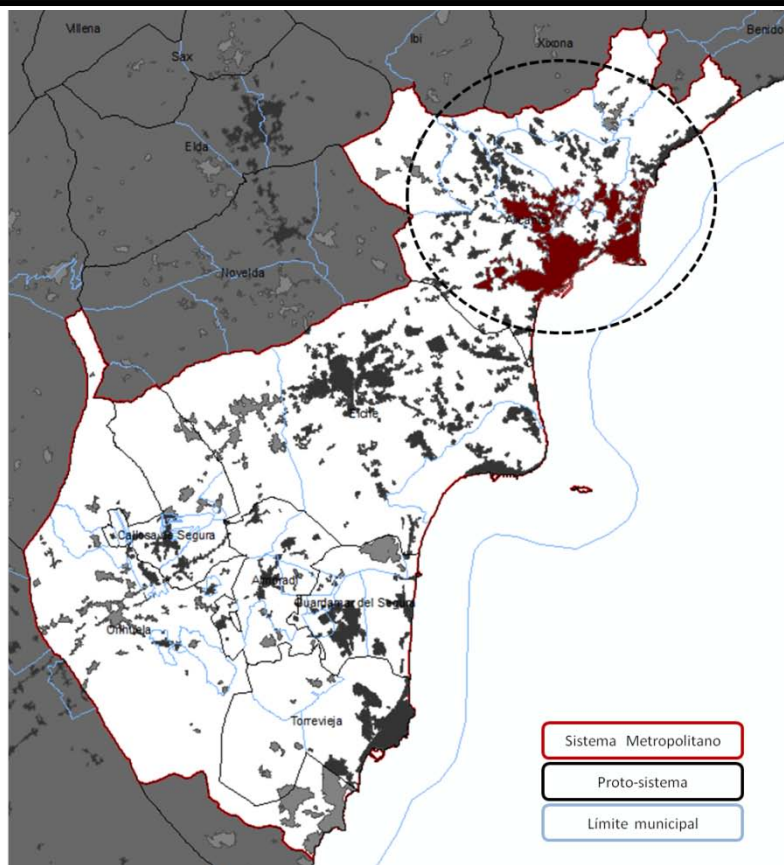 Villena
Ibi
Xixona
Benido
Sax
Elda
Novelda
Elche
Callosa de Segura
Almoradí
Guardamar del Segura
Orihuela
Torrevieja
Sistema Metropolitano
Proto-sistema
Límite municipal